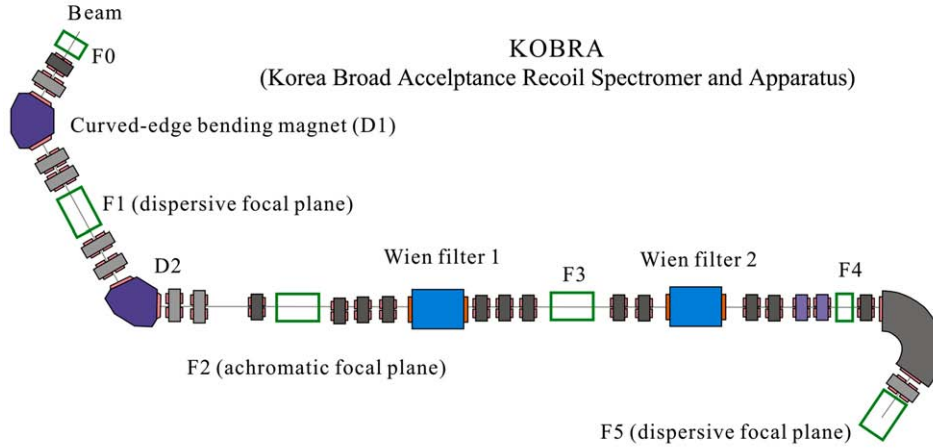 Beam
F0
KOBRA
(Korea Broad Accelptance Recoil Spectromer and Apparatus)
Curved-edge bending magnet (D1)
F1 (dispersive focal plane)
D2
Wien filter 1
F3
Wien filter 2
F4
F2 (achromatic focal plane)
F5 (dispersive focal plane)